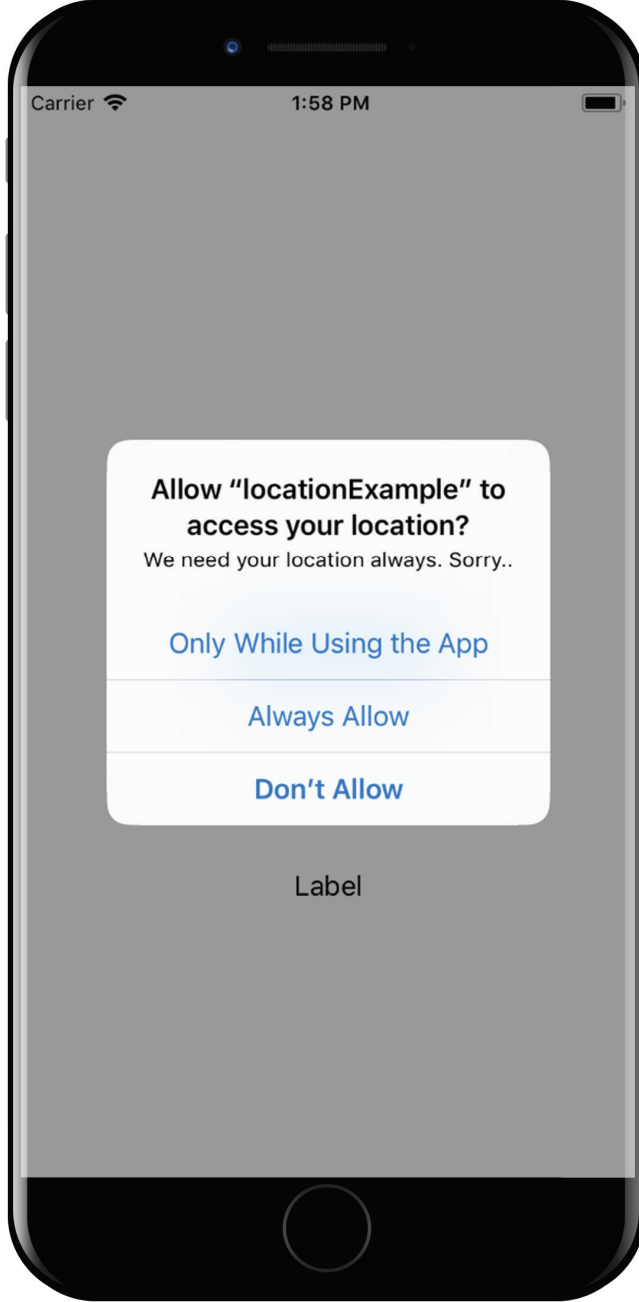 Carrier
1:58 PM
Allow “locationExample” to
access your location?
We need your location always. Sorry..
Only While Using the App
Always Allow
Don’t Allow
Label